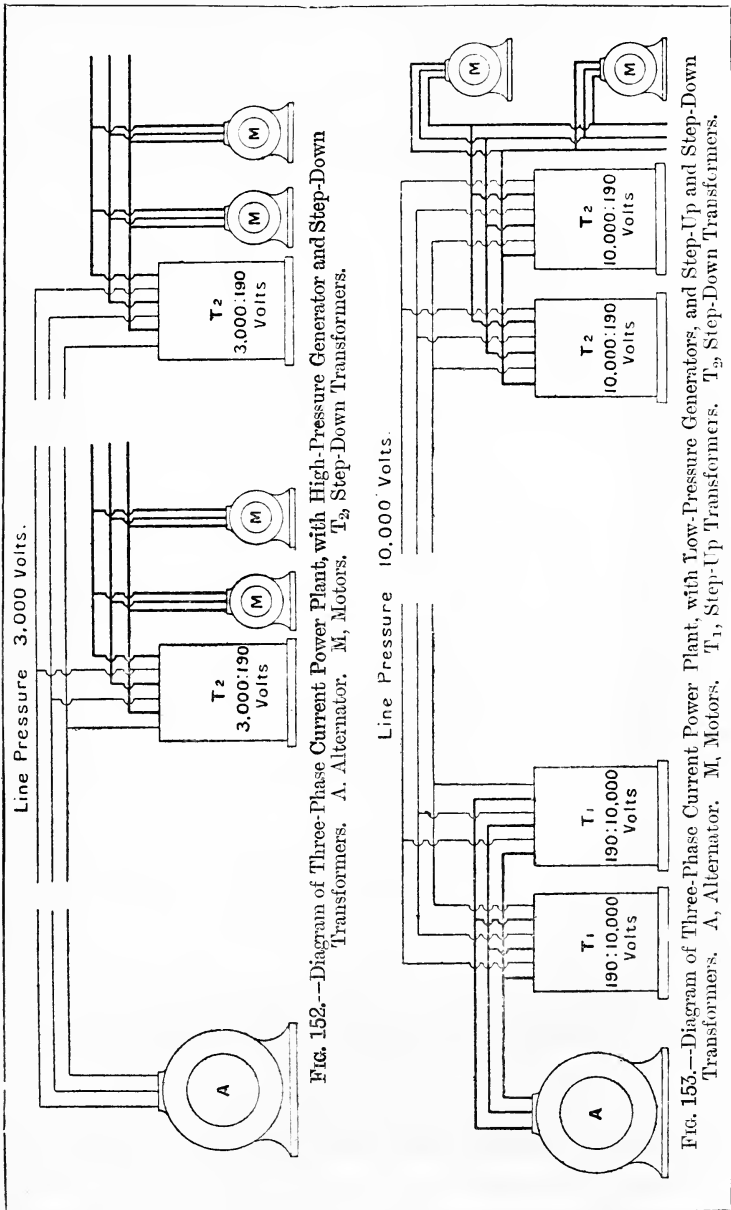 Line Pressure 3,000 Volts.
A
T2
3,000:190
Volts
M
M
T2
3,000:190
Volts
M
M
FIG. 152.--Diagram of Three-Phase Current Power Plant, with High-Pressure Generator and Step-Down
Transformers. A. Alternator. M, Motors. T₂, Step-Down Transformers.
Line Pressure 10,000 Volts.
A
T1
190:10,000
Volts
T1
190:10,000
Volts
T2
10,000:190
Volts
T2
10,000:190
Volts
M
M
FIG. 153.—Diagram of Three-Phase Current Power Plant, with Low-Pressure Generators, and Step-Up and Step-Down
Transformers. A, Alternator. M, Motors. T₁, Step-Up Transformers. T₂, Step-Down Transformers.